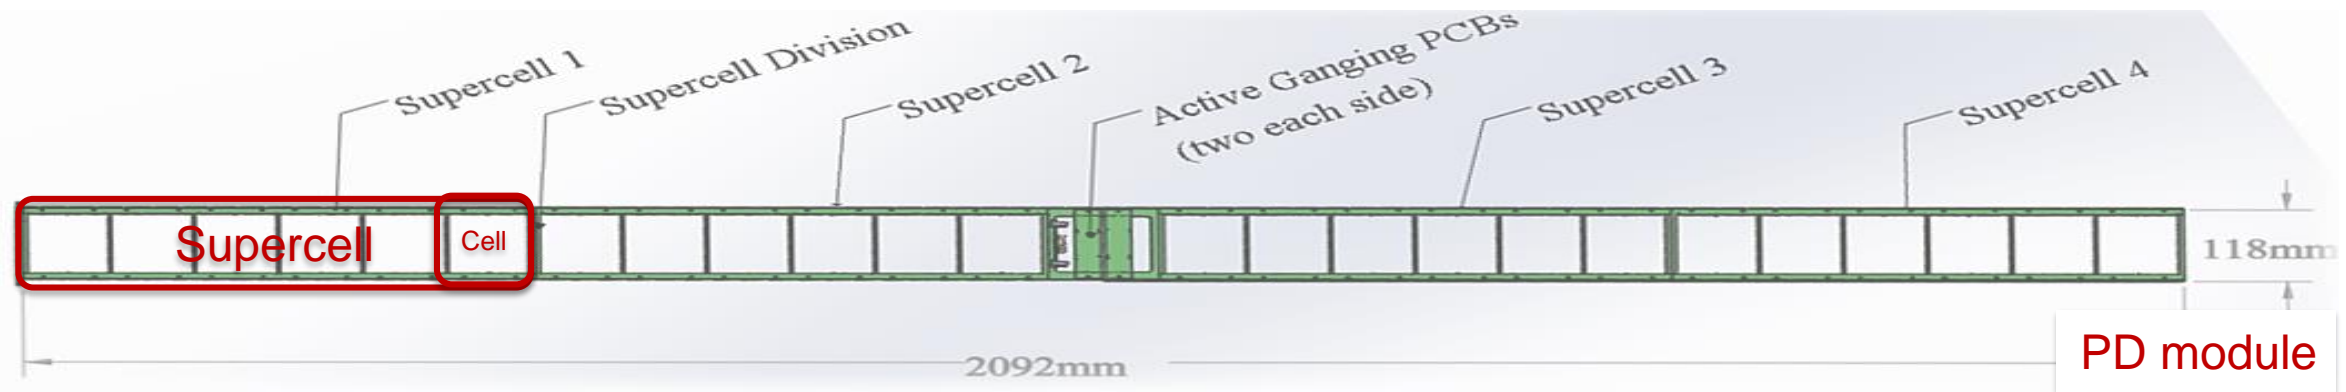 Supercell 1
Supercell Division
Supercell 2
Active Ganging PCBs
(two each side)
Supercell 3
Supercell 4
Supercell
Cell
118mm
2092mm
PD module